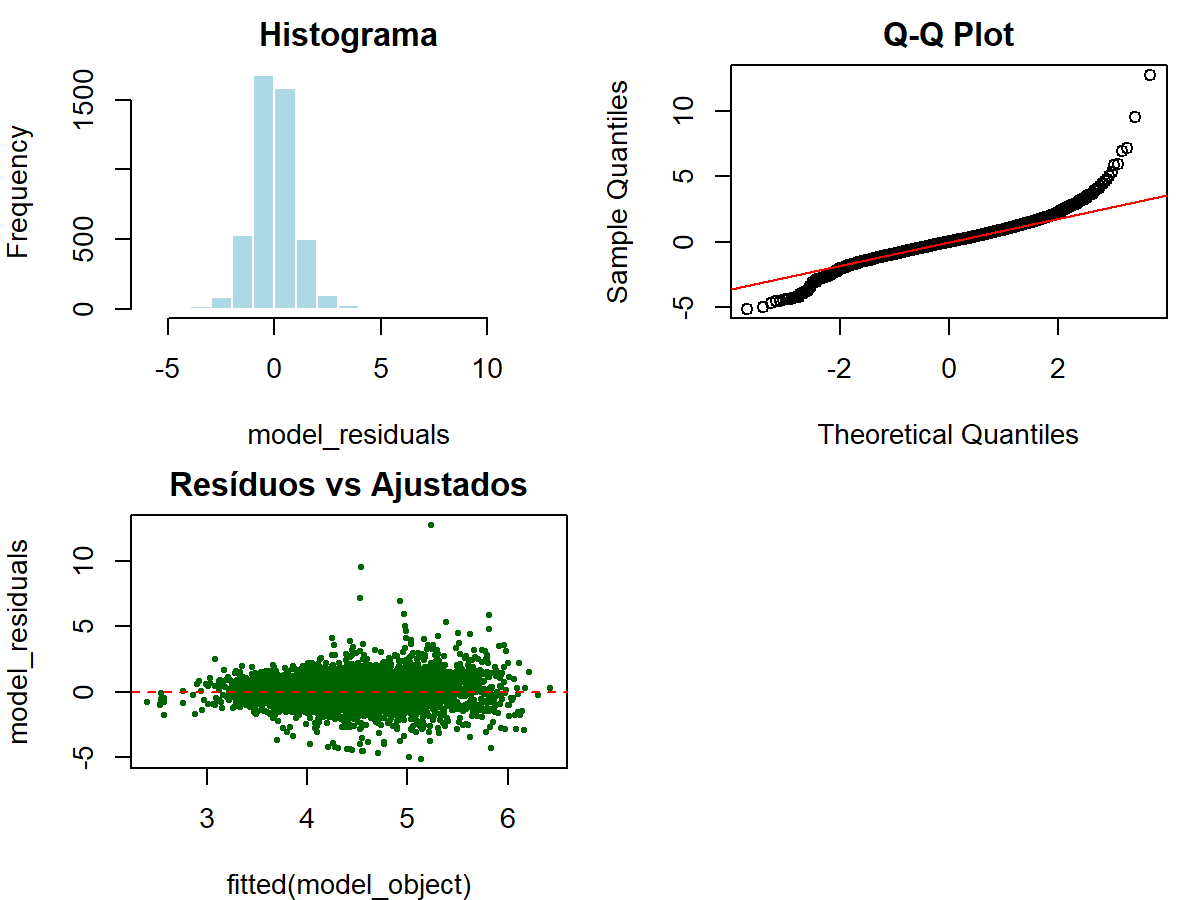 Histograma
Frequency
1500
500
0
-5 0 5 10
model_residuals
Q-Q Plot
Sample Quantiles
10
5
0
-5
-2 0 2
Theoretical Quantiles
Resíduos vs Ajustados
model_residuals
10
5
0
-5
3 4 5 6
fitted(model_object)